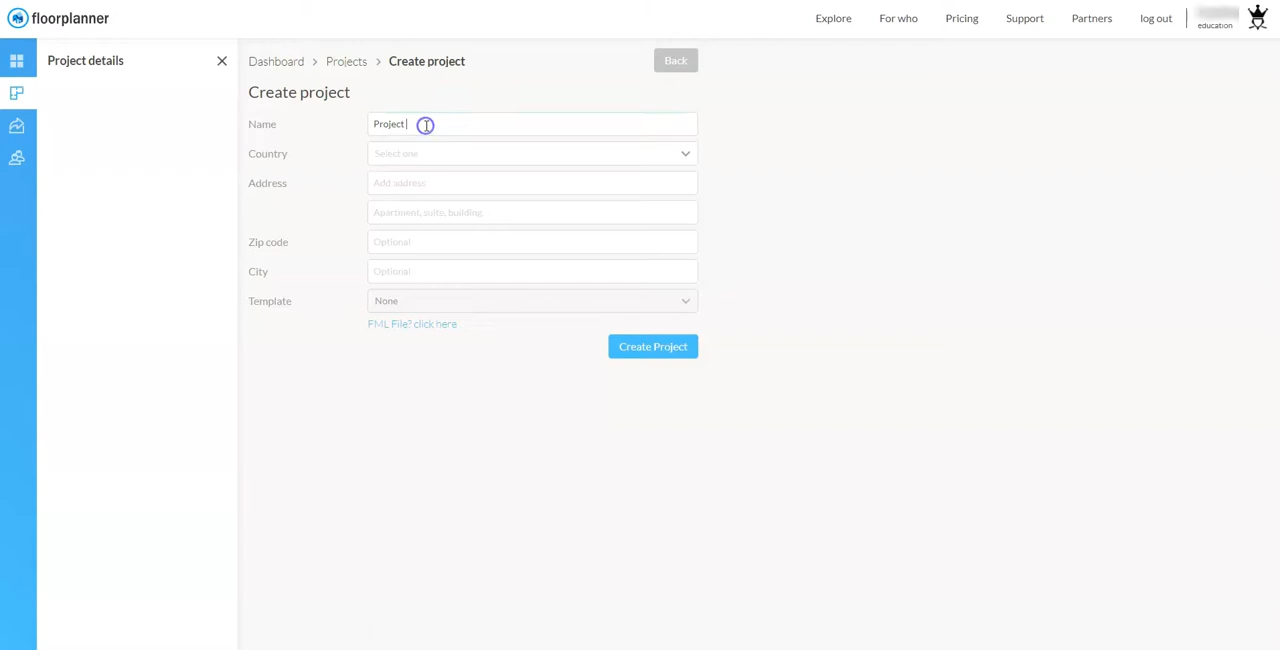 floorplanner
Explore
For who
Pricing
Support
Partners
log out
education
Project details
Dashboard > Projects > Create project
Back
Create project
Name
Project
Country
Select one
Address
Add address
Apartment, suite, building
Zip code
Optional
City
Optional
Template
None
FML File? click here
Create Project